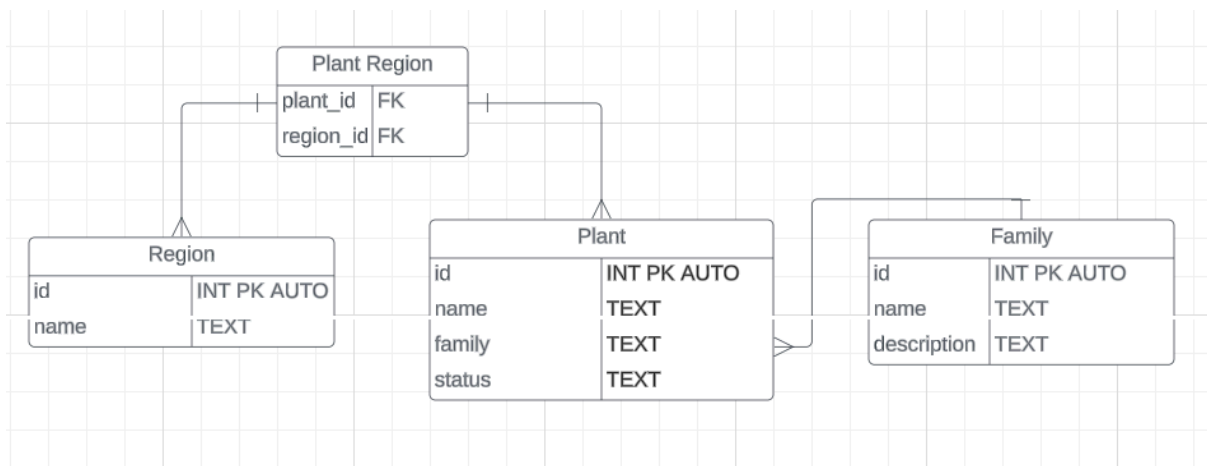 Plant Region
plant_id FK
region_id FK
Region
id INT PK AUTO
name TEXT
Plant
id INT PK AUTO
name TEXT
family TEXT
status TEXT
Family
id INT PK AUTO
name TEXT
description TEXT